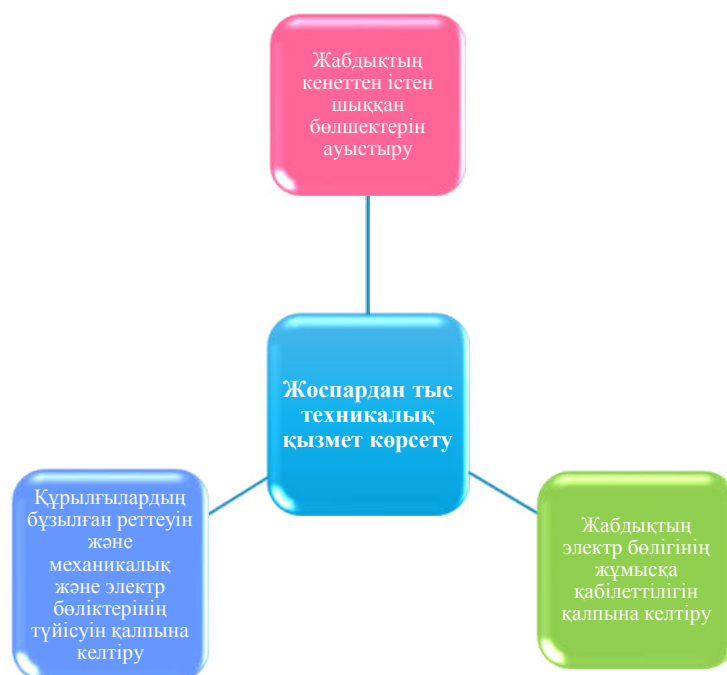 Жабдықтың
кенеттен істен
шыққан
бөлшектерін
ауыстыру
Жоспардан тыс
техникалық
қызмет көрсету
Құрылғылардың
бұзылған реттеуін
және
механикалық
және электр
бөліктерінің
түйісуін қалпына
келтіру
Жабдықтың
электр бөлігінің
жұмысқа
қабілеттілігін
қалпына келтіру